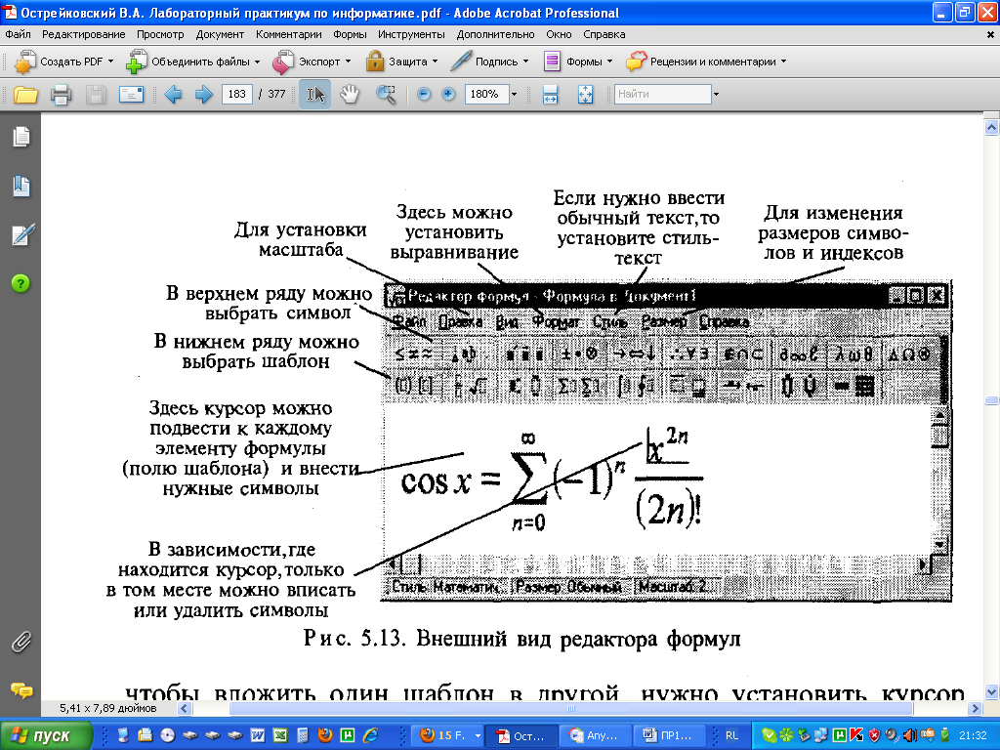 Острейковский В.А. Лабораторный практикум по информатике.pdf - Adobe Acrobat Professional
Файл Редактирование Просмотр Документ Комментарии Формы Инструменты Дополнительно Окно Справка
Создать PDF Объединить файлы Экспорт Защита Подпись Формы Рецензии и комментарии
183 / 377 180% Найти
Для установки
масштаба
Здесь можно
установить
выравнивание
Если нужно ввести
обычный текст,то
установите стиль-
текст
Для изменения
размеров симво-
лов и индексов
В верхнем ряду можно
выбрать символ
В нижнем ряду можно
выбрать шаблон
Здесь курсор можно
подвести к каждому
элементу формулы
(полю шаблона) и внести
нужные символы
В зависимости,где
находится курсор,только
в том месте можно вписать
или удалить символы
Редактор формул - Формула в Документ1
Файл Правка Вид Формат Стиль Размер Справка
cos x = ∑ (−1)ⁿ x²ⁿ
∞
n=0
(2n)!
Стиль Математич. Размер Обычный Масштаб 2
Рис. 5.13. Внешний вид редактора формул
чтобы вложить один шаблон в другой нужно установить курсор
5,41 x 7,89 дюймов
пуск 15 F. Ост... Any... ПР1... RL 21:32